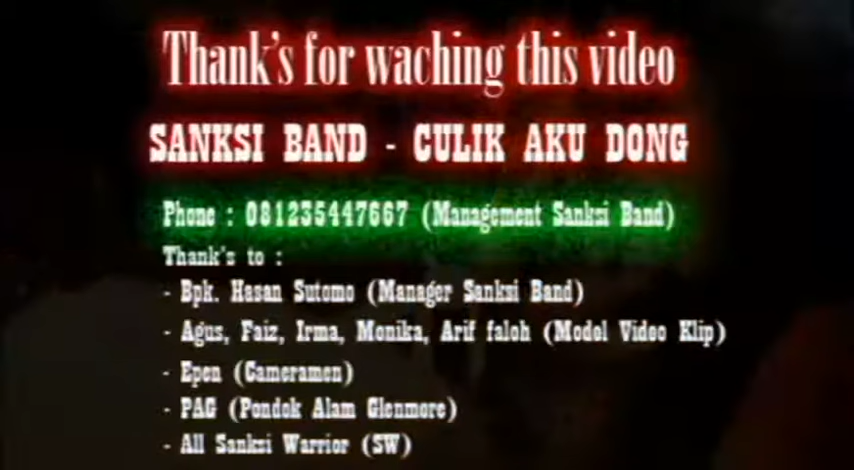 Thank's for waching this video
SANKSI BAND - CULIK AKU DONG
Phone : 081235447667 (Management Sanksi Band)
Thank's to :
- Bpk. Hasan Sutomo (Manager Sanksi Band)
- Agus, Faiz, Irma, Monika, Arif faloh (Model Video Klip)
- Epen (Cameramen)
- PAG (Pondok Alam Glenmore)
- All Sanksi Warrior (SW)